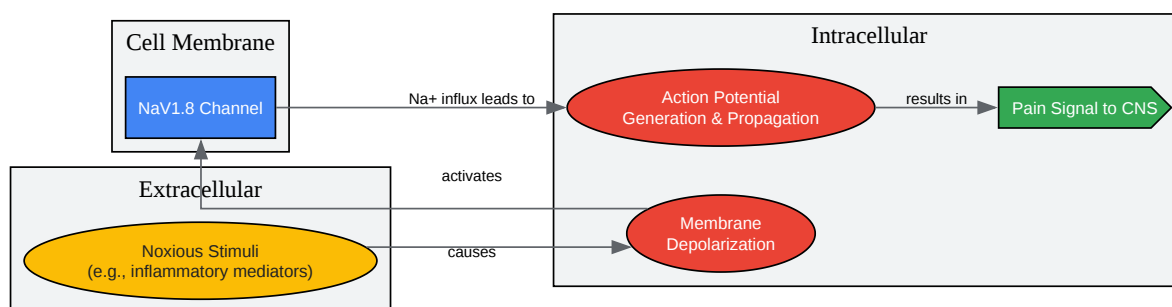 Cell Membrane
NaV1.8 Channel
Intracellular
Na+ influx leads to
Action Potential
Generation & Propagation
results in
Pain Signal to CNS
Extracellular
activates
Noxious Stimuli
(e.g., inflammatory mediators)
causes
Membrane
Depolarization